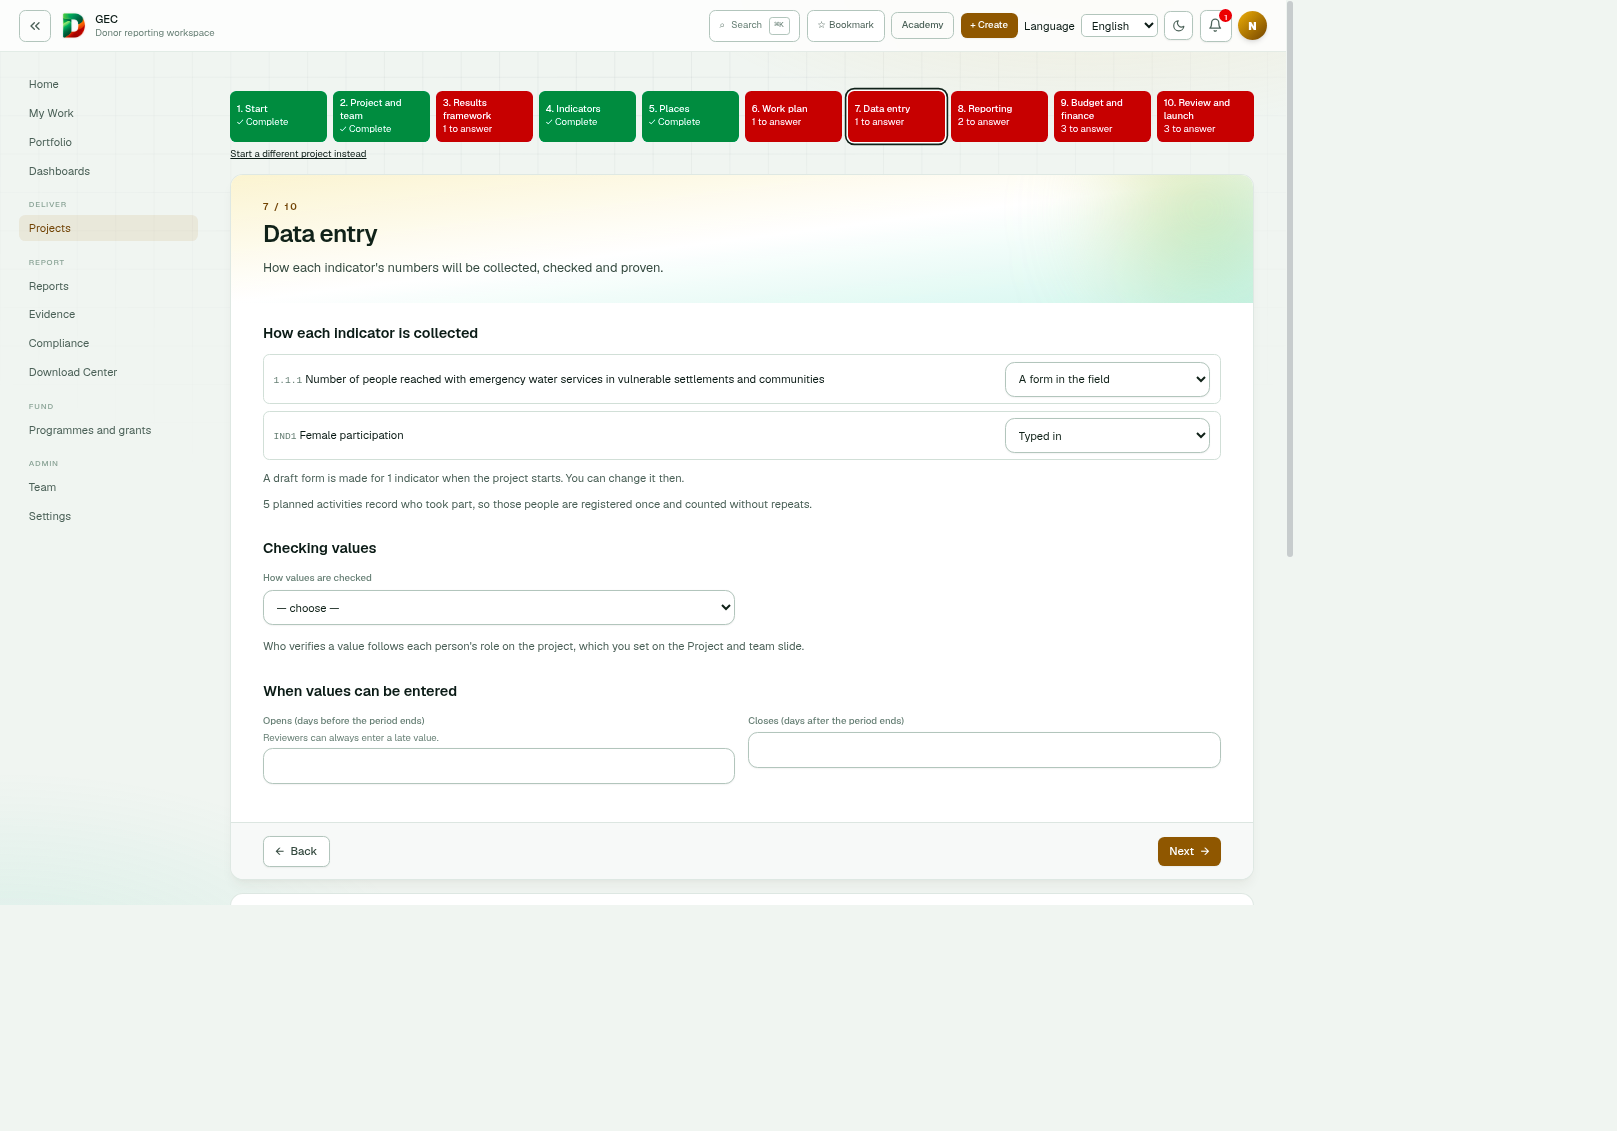 GEC
Donor reporting workspace
Search ⌘K
☆ Bookmark
Academy
+ Create
Language
English
1
N
Home
My Work
Portfolio
Dashboards
DELIVER
Projects
REPORT
Reports
Evidence
Compliance
Download Center
FUND
Programmes and grants
ADMIN
Team
Settings
1. Start
✓ Complete
2. Project and team
✓ Complete
3. Results framework
1 to answer
4. Indicators
✓ Complete
5. Places
✓ Complete
6. Work plan
1 to answer
7. Data entry
1 to answer
8. Reporting
2 to answer
9. Budget and finance
3 to answer
10. Review and launch
3 to answer
Start a different project instead
7 / 10
Data entry
How each indicator's numbers will be collected, checked and proven.
How each indicator is collected
1.1.1 Number of people reached with emergency water services in vulnerable settlements and communities
A form in the field
IND1 Female participation
Typed in
A draft form is made for 1 indicator when the project starts. You can change it then.
5 planned activities record who took part, so those people are registered once and counted without repeats.
Checking values
How values are checked
— choose —
Who verifies a value follows each person's role on the project, which you set on the Project and team slide.
When values can be entered
Opens (days before the period ends)
Reviewers can always enter a late value.
Closes (days after the period ends)
← Back
Next →